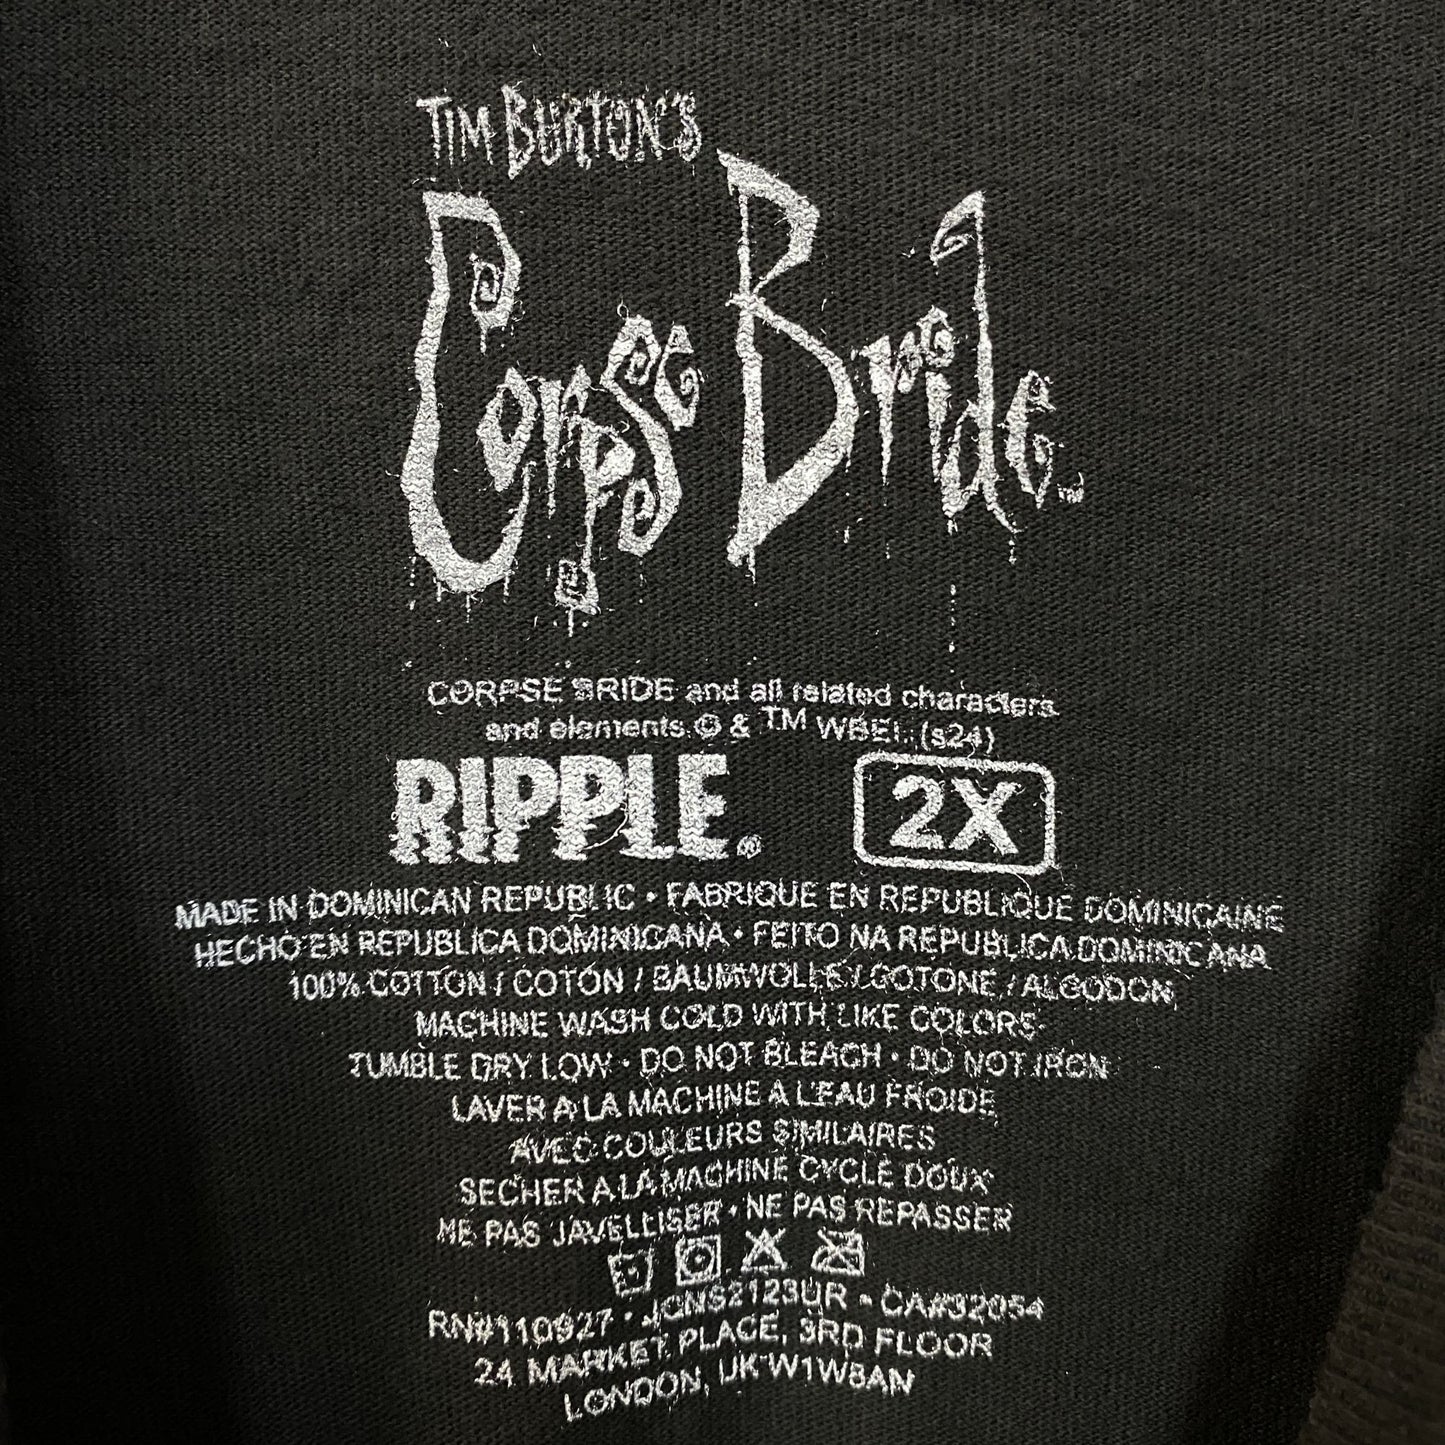 TIM BURTON'S
Corpse Bride ™
CORPSE BRIDE and all related characters
and elements © & TM WBEI. (s24)
RIPPLE® 2X
MADE IN DOMINICAN REPUBLIC • FABRIQUE EN REPUBLIQUE DOMINICAINE
HECHO EN REPUBLICA DOMINICANA • FEITO NA REPUBLICA DOMINICANA
100% COTTON / COTON / BAUMWOLLE / COTONE / ALGODON
MACHINE WASH COLD WITH LIKE COLORS
TUMBLE DRY LOW • DO NOT BLEACH • DO NOT IRON
LAVER A LA MACHINE A L'EAU FROIDE
AVEC COULEURS SIMILAIRES
SECHER A LA MACHINE CYCLE DOUX
NE PAS JAVELLISER • NE PAS REPASSER
RN#110927 • JCMS2123UR • CA#32054
24 MARKET PLACE, 3RD FLOOR
LONDON, UK W1W8AN